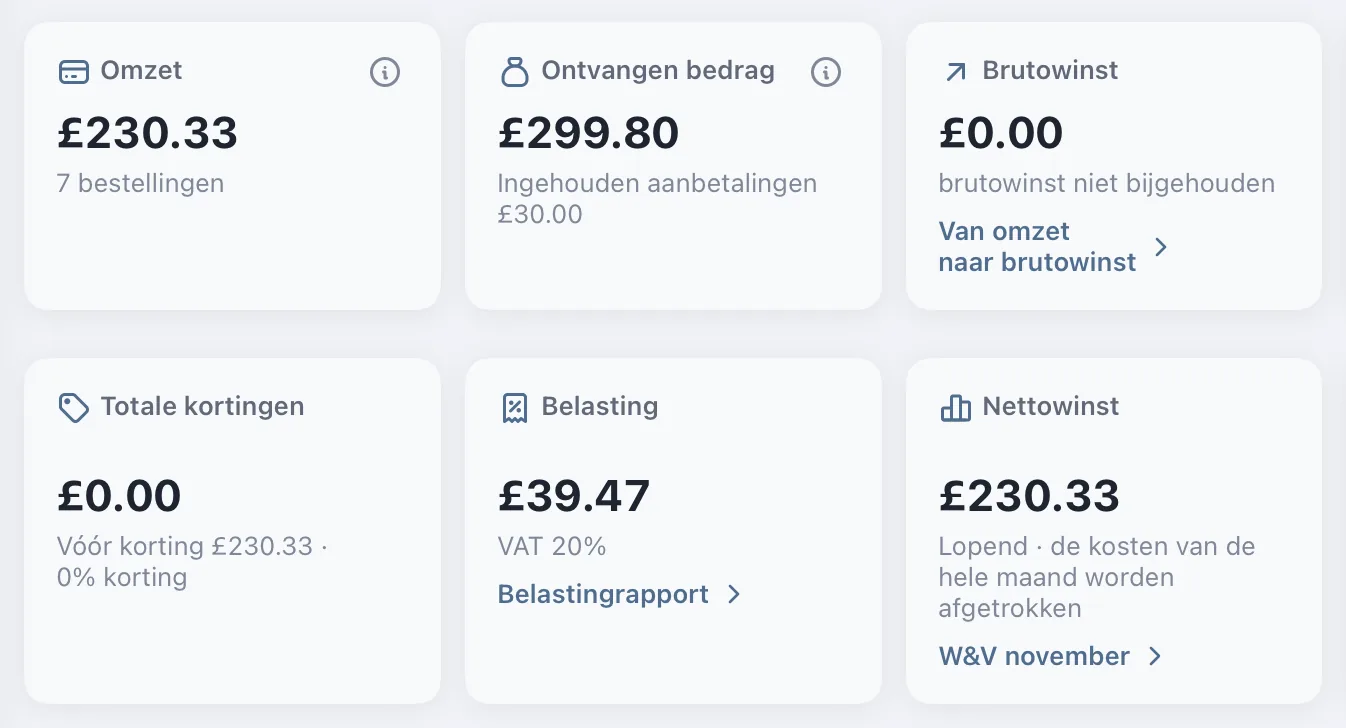 Omzet
£230.33
7 bestellingen
Ontvangen bedrag
£299.80
Ingehouden aanbetalingen
£30.00
Brutowinst
£0.00
brutowinst niet bijgehouden
Van omzet
naar brutowinst
Totale kortingen
£0.00
Vóór korting £230.33 ·
0% korting
Belasting
£39.47
VAT 20%
Belastingrapport
Nettowinst
£230.33
Lopend · de kosten van de
hele maand worden
afgetrokken
W&V november